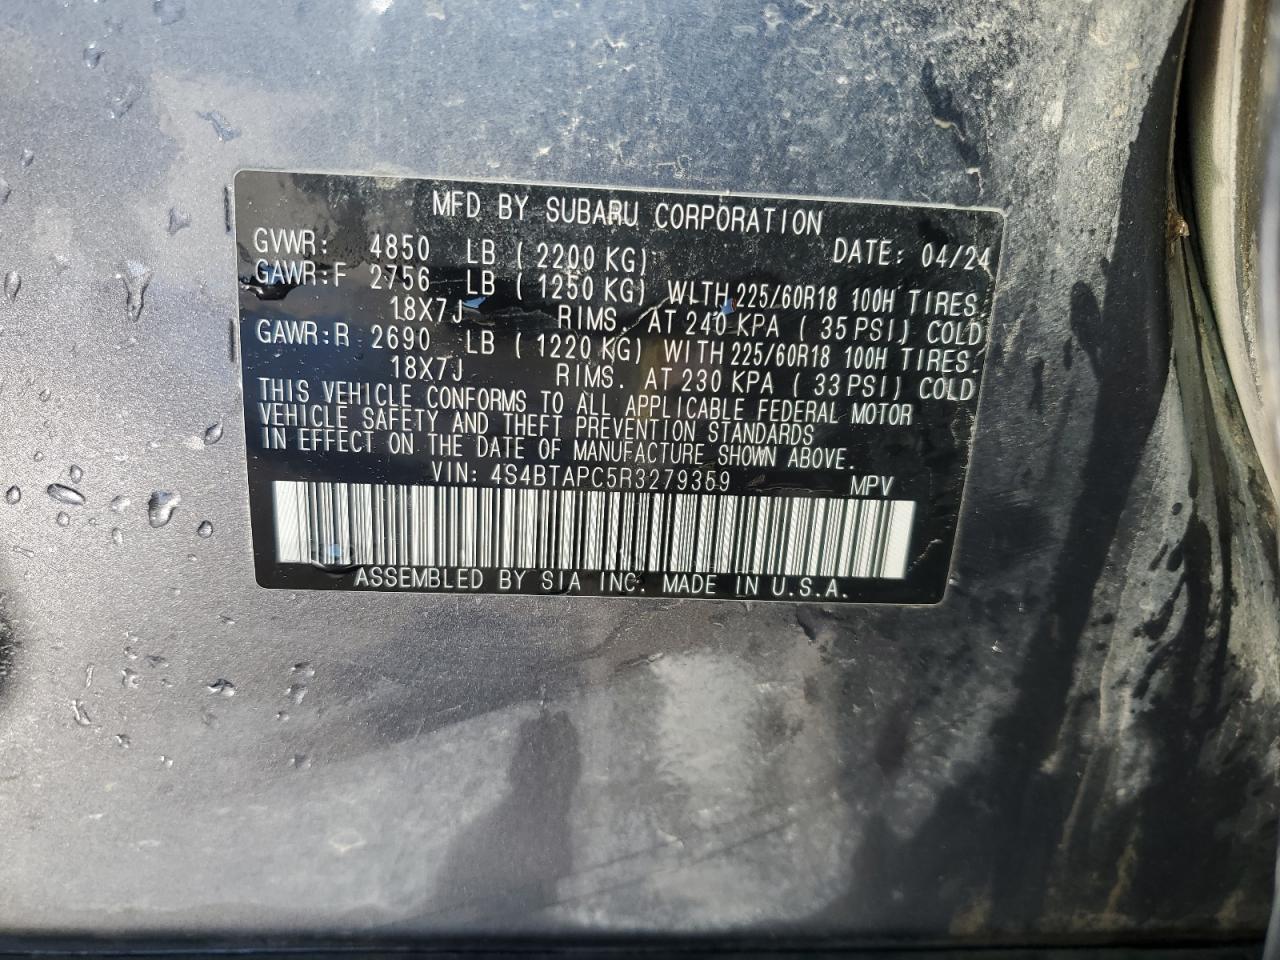 MFD BY SUBARU CORPORATION
GVWR: 4850 LB ( 2200 KG) DATE: 04/24
GAWR:F 2756 LB ( 1250 KG) WITH 225/60R18 100H TIRES.
18X7J RIMS. AT 240 KPA ( 35 PSI) COLD
GAWR:R 2690 LB ( 1220 KG) WITH 225/60R18 100H TIRES.
18X7J RIMS. AT 230 KPA ( 33 PSI) COLD
THIS VEHICLE CONFORMS TO ALL APPLICABLE FEDERAL MOTOR
VEHICLE SAFETY AND THEFT PREVENTION STANDARDS
IN EFFECT ON THE DATE OF MANUFACTURE SHOWN ABOVE.
VIN: 4S4BTAPC5R3279359 MPV
ASSEMBLED BY SIA INC. MADE IN U.S.A.